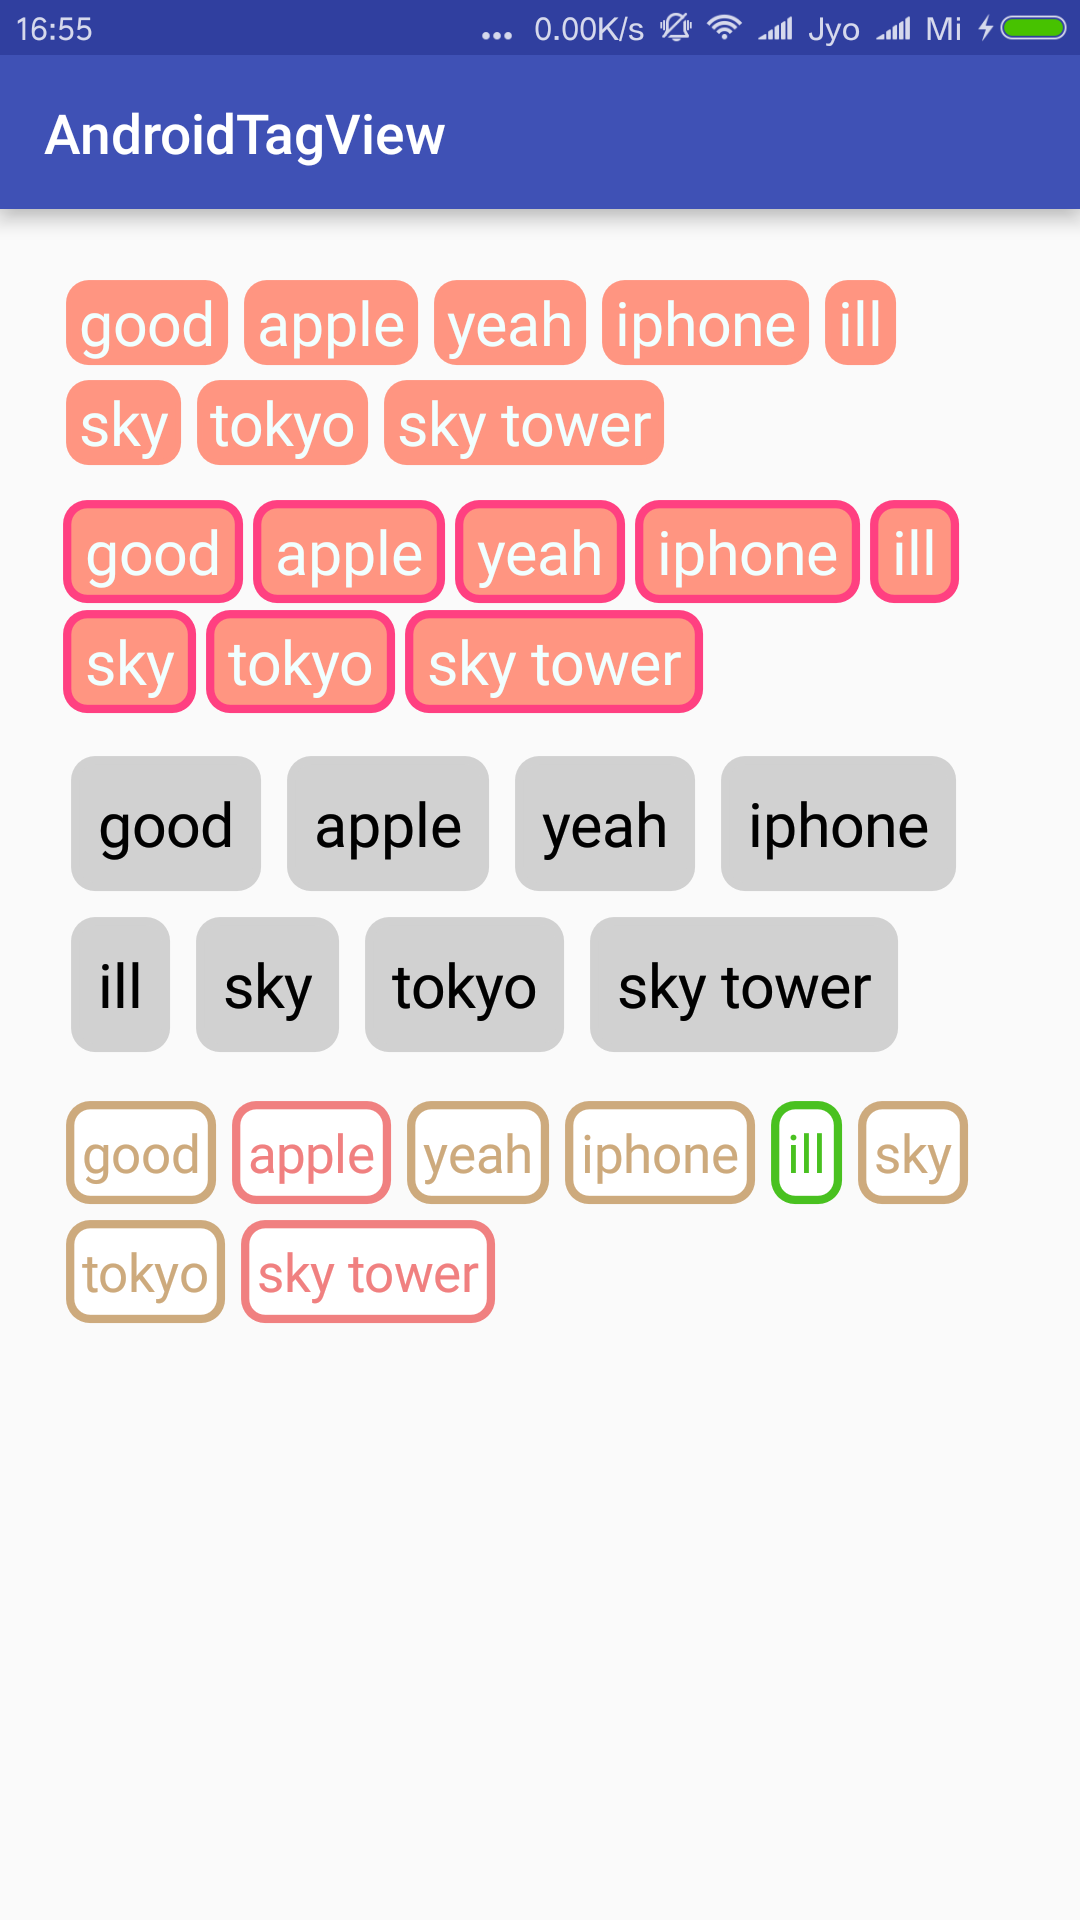 16:55 ... 0.00K/s Jyo Mi
AndroidTagView
good apple yeah iphone ill
sky tokyo sky tower
good apple yeah iphone ill
sky tokyo sky tower
good apple yeah iphone
ill sky tokyo sky tower
good apple yeah iphone ill sky
tokyo sky tower